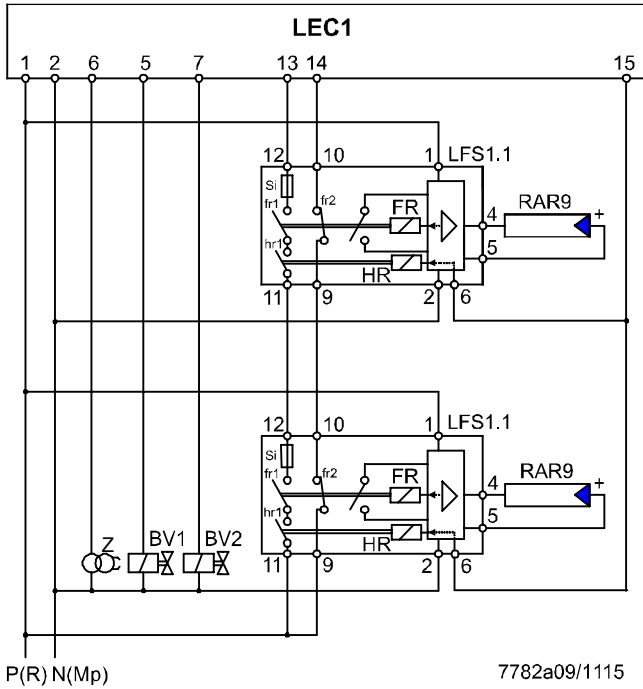 LEC1
1 2 6 5 7 13 14 15
12 10 1 LFS1.1
Si
fr1 fr2 FR 4 RAR9 +
hr1 5
HR
11 9 2 6
12 10 1 LFS1.1
Si
fr1 fr2 FR 4 RAR9 +
hr1 5
Z BV1 BV2 HR
11 9 2 6
P(R) N(Mp) 7782a09/1115